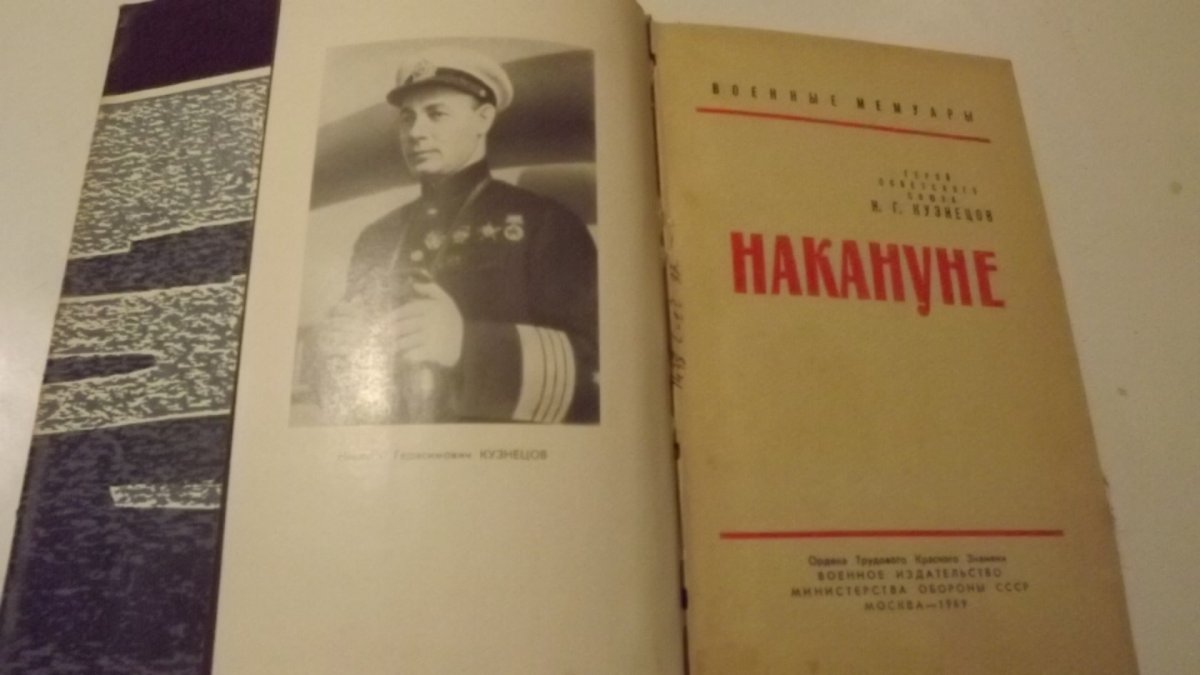 Герасимович КУЗНЕЦОВ
ВОЕННЫЕ МЕМУАРЫ
ГЕРОЙ
СОВЕТСКОГО
СОЮЗА
Н. Г. КУЗНЕЦОВ
НАКАНУНЕ
Ордена Трудового Красного Знамени
ВОЕННОЕ ИЗДАТЕЛЬСТВО
МИНИСТЕРСТВА ОБОРОНЫ СССР
МОСКВА—1969